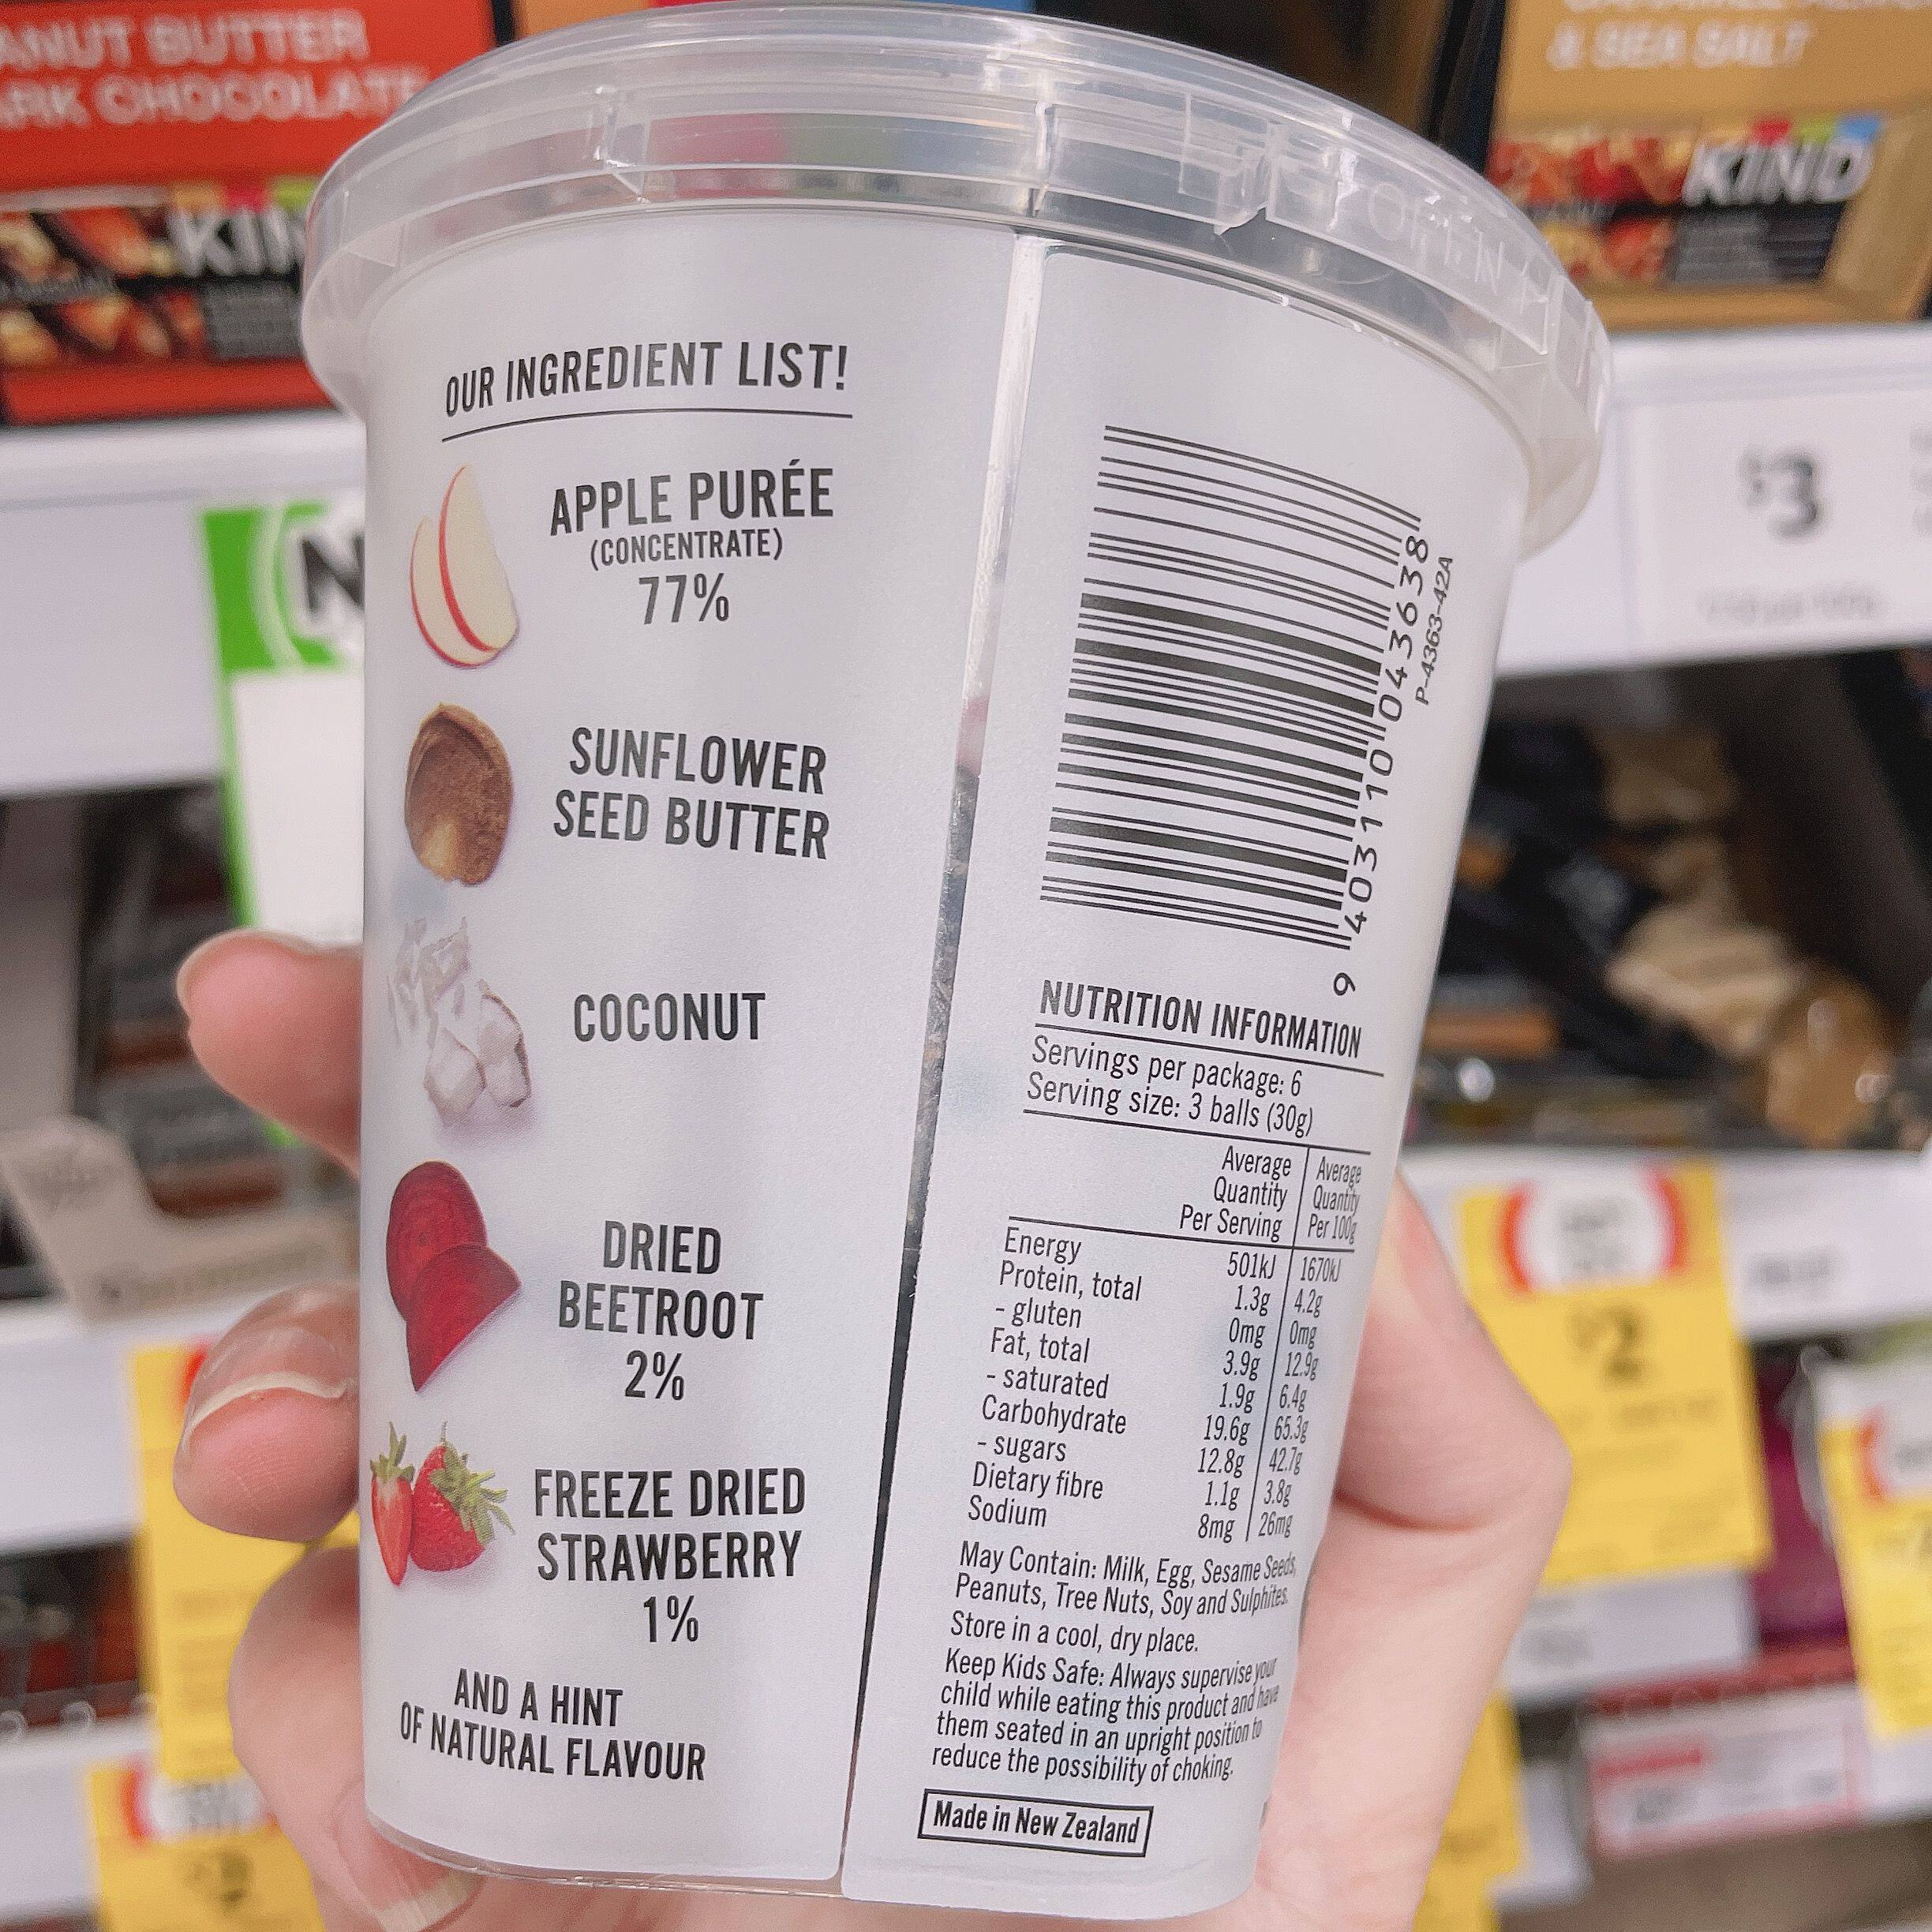 ANUT BUTTER
ARK CHOCOLATE
& SEA SALT
KIND
KIN
OPEN
$3
N
OUR INGREDIENT LIST!
APPLE PURÉE
(CONCENTRATE)
77%
SUNFLOWER
SEED BUTTER
COCONUT
DRIED
BEETROOT
2%
FREEZE DRIED
STRAWBERRY
1%
AND A HINT
OF NATURAL FLAVOUR
9 403110 043638
P-4363-42A
NUTRITION INFORMATION
Servings per package: 6
Serving size: 3 balls (30g)
Average Average
Quantity Quantity
Per Serving Per 100g
Energy 501kJ 1670kJ
Protein, total 1.3g 4.2g
- gluten 0mg 0mg
Fat, total 3.9g 12.9g
- saturated 1.9g 6.4g
Carbohydrate 19.6g 65.3g
- sugars 12.8g 42.7g
Dietary fibre 1.1g 3.8g
Sodium 8mg 26mg
May Contain: Milk, Egg, Sesame Seeds,
Peanuts, Tree Nuts, Soy and Sulphites.
Store in a cool, dry place.
Keep Kids Safe: Always supervise your
child while eating this product and have
them seated in an upright position to
reduce the possibility of choking.
Made in New Zealand
$2